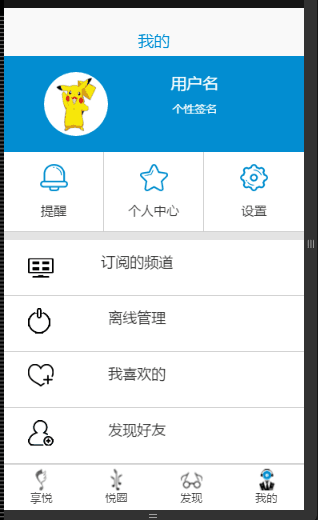 我的
用户名
个性签名
提醒
个人中心
设置
订阅的频道
离线管理
我喜欢的
发现好友
享悦
悦圈
发现
我的